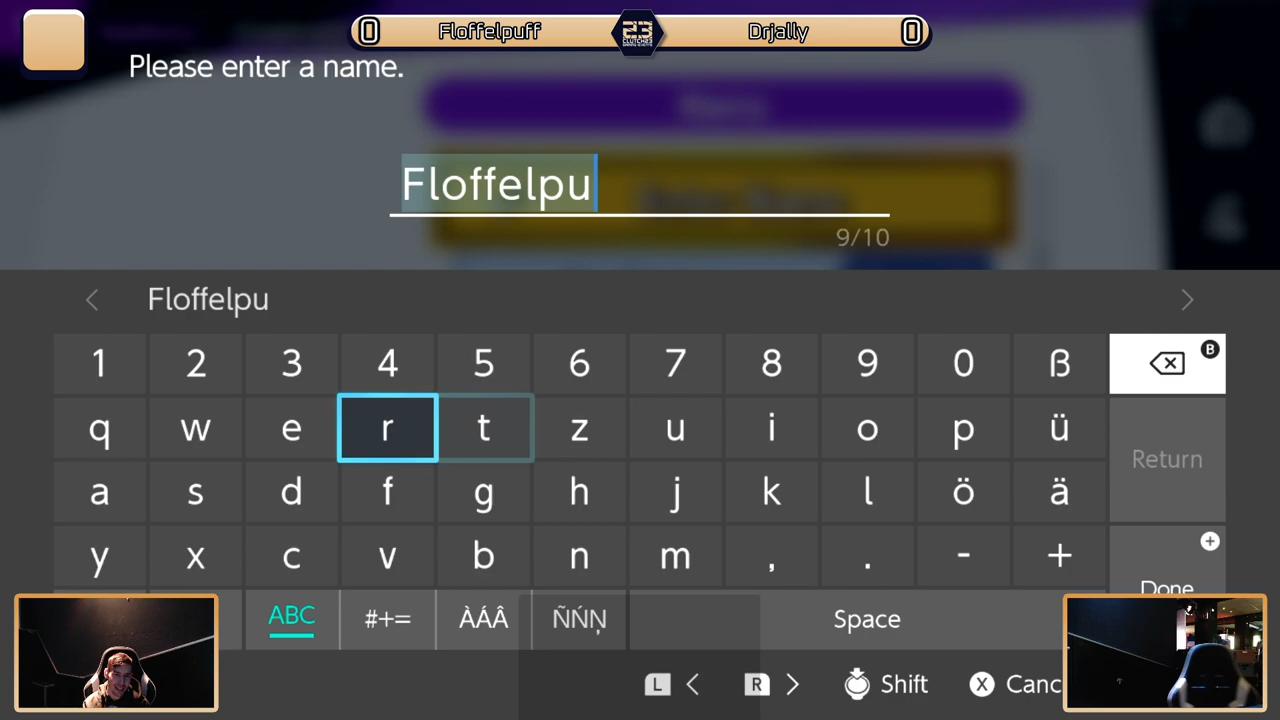 0 Floffelpuff Drjally 0
Please enter a name.
Floffelpu
9/10
Floffelpu
1 2 3 4 5 6 7 8 9 0 ß B
q w e r t z u i o p ü Return
a s d f g h j k l ö ä
y x c v b n m , . - + Done
ABC #+= ÀÁÂ ÑŃŅ Space
L R Shift X Canc